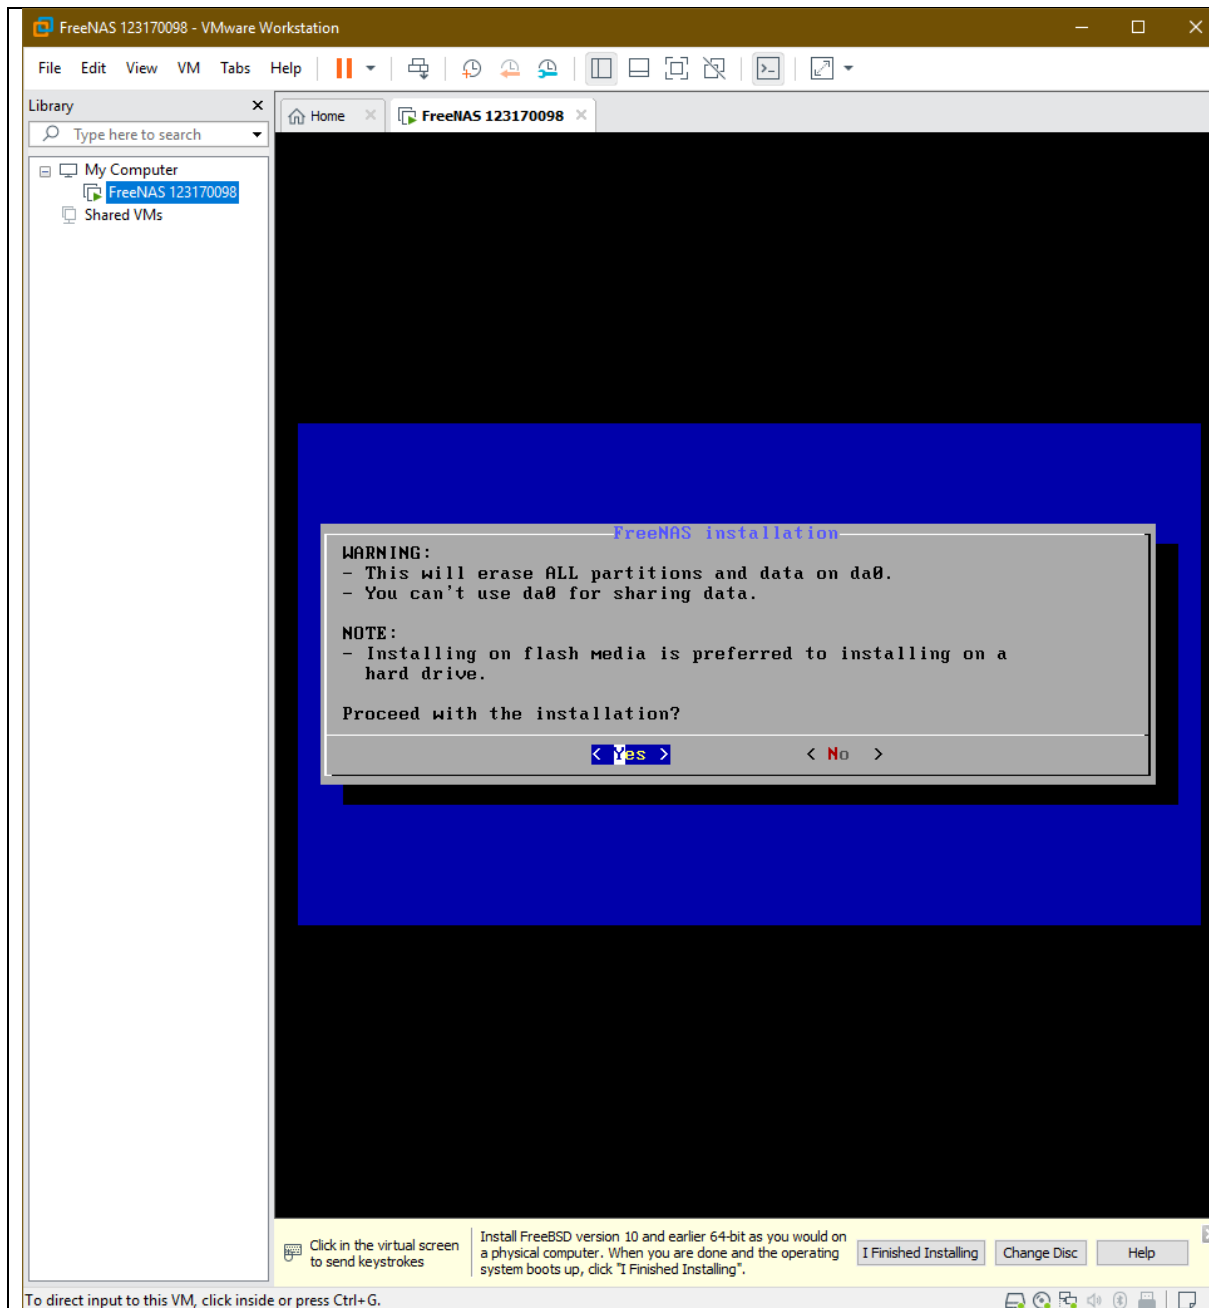 FreeNAS 123170098 - VMware Workstation
File Edit View VM Tabs Help
Library
Home
FreeNAS 123170098
Type here to search
My Computer
FreeNAS 123170098
Shared VMs
FreeNAS installation
WARNING:
- This will erase ALL partitions and data on da0.
- You can't use da0 for sharing data.
NOTE:
- Installing on flash media is preferred to installing on a
hard drive.
Proceed with the installation?
< Yes > < No >
Click in the virtual screen
to send keystrokes
Install FreeBSD version 10 and earlier 64-bit as you would on
a physical computer. When you are done and the operating
system boots up, click "I Finished Installing".
I Finished Installing
Change Disc
Help
To direct input to this VM, click inside or press Ctrl+G.